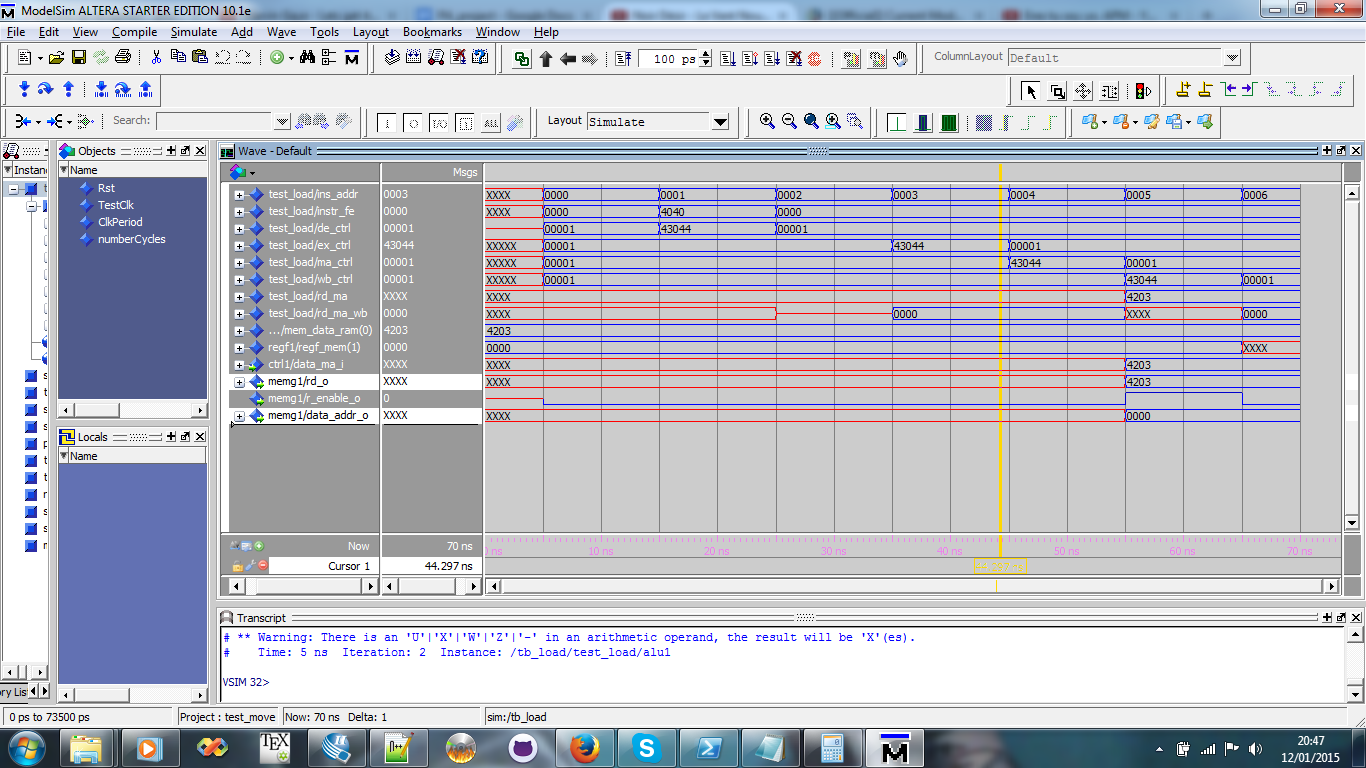 ModelSim ALTERA STARTER EDITION 10.1e
File Edit View Compile Simulate Add Wave Tools Layout Bookmarks Window Help
100 ps
ColumnLayout Default
Search:
Layout Simulate
Instanc
Objects
Name
Rst
TestClk
ClkPeriod
numberCycles
Locals
Name
Wave - Default
Msgs
test_load/ins_addr 0003 XXXX 0000 0001 0002 0003 0004 0005 0006
test_load/instr_fe 0000 XXXX 0000 4040 0000
test_load/de_ctrl 00001 00001 43044 00001
test_load/ex_ctrl 43044 XXXXX 00001 43044 00001
test_load/ma_ctrl 00001 XXXXX 00001 43044 00001
test_load/wb_ctrl 00001 XXXXX 00001 43044 00001
test_load/rd_ma XXXX XXXX 4203
test_load/rd_ma_wb 0000 XXXX 0000 XXXX 0000
.../mem_data_ram(0) 4203 4203
regf1/regf_mem(1) 0000 0000 XXXX
ctrl1/data_ma_i XXXX XXXX 4203
memg1/rd_o XXXX XXXX 4203
memg1/r_enable_o 0
memg1/data_addr_o XXXX XXXX 0000
Now 70 ns ns 10 ns 20 ns 30 ns 40 ns 50 ns 60 ns 70 ns
Cursor 1 44.297 ns
Transcript
# ** Warning: There is an 'U'|'X'|'W'|'Z'|'-' in an arithmetic operand, the result will be 'X'(es).
# Time: 5 ns Iteration: 2 Instance: /tb_load/test_load/alu1
VSIM 32>
ory List
0 ps to 73500 ps Project : test_move Now: 70 ns Delta: 1 sim:/tb_load
20:47
12/01/2015